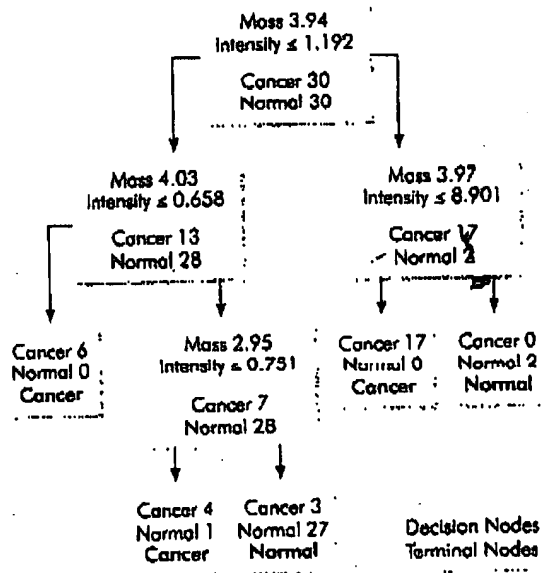 Mass 3.94
Intensity ≤ 1.192
Cancer 30
Normal 30
Mass 4.03
Intensity ≤ 0.658
Cancer 13
Normal 28
Mass 3.97
Intensity ≤ 8.901
Cancer 17
Normal 2
Cancer 6
Normal 0
Cancer
Mass 2.95
Intensity ≤ 0.751
Cancer 7
Normal 28
Cancer 17
Normal 0
Cancer
Cancer 0
Normal 2
Normal
Cancer 4
Normal 1
Cancer
Cancer 3
Normal 27
Normal
Decision Nodes
Terminal Nodes